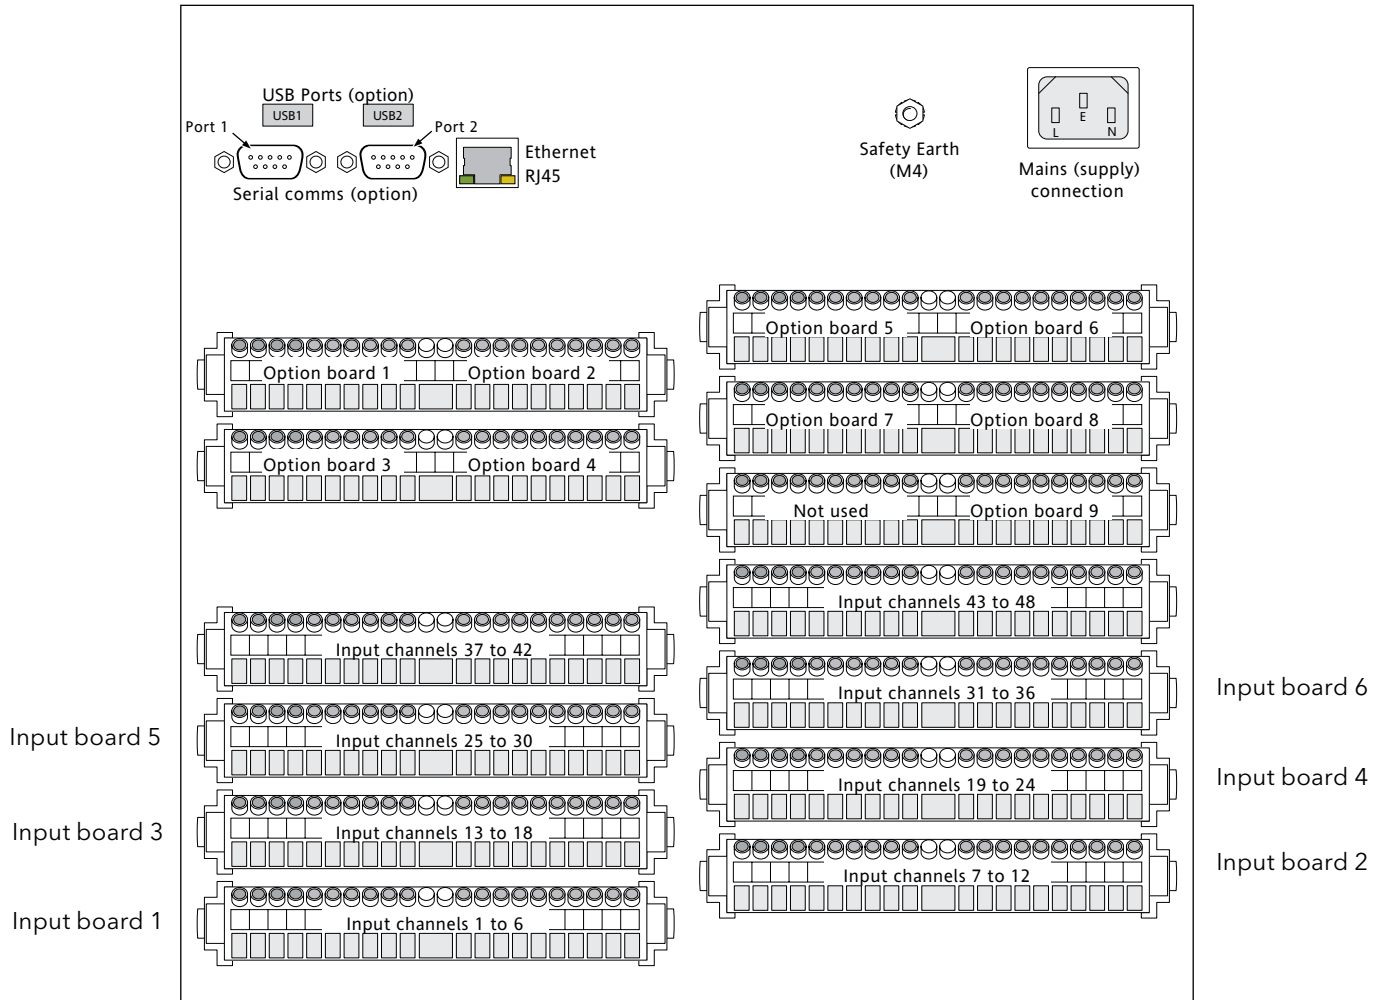 USB Ports (option)
USB1
USB2
Port 1
Port 2
Ethernet
RJ45
Serial comms (option)
Safety Earth
(M4)
L
E
N
Mains (supply)
connection
Option board 5
Option board 6
Option board 1
Option board 2
Option board 7
Option board 8
Option board 3
Option board 4
Not used
Option board 9
Input channels 43 to 48
Input channels 37 to 42
Input channels 31 to 36
Input board 6
Input board 5
Input channels 25 to 30
Input channels 19 to 24
Input board 4
Input board 3
Input channels 13 to 18
Input channels 7 to 12
Input board 2
Input board 1
Input channels 1 to 6